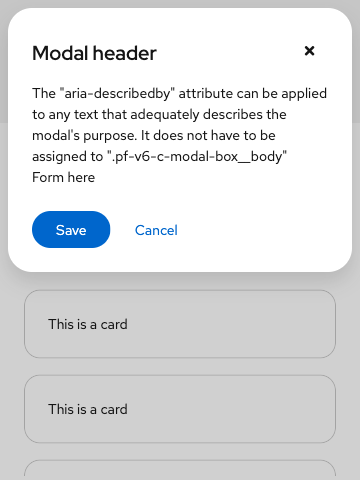 Modal header
The "aria-describedby" attribute can be applied
to any text that adequately describes the
modal's purpose. It does not have to be
assigned to ".pf-v6-c-modal-box__body"
Form here
Save Cancel
This is a card
This is a card